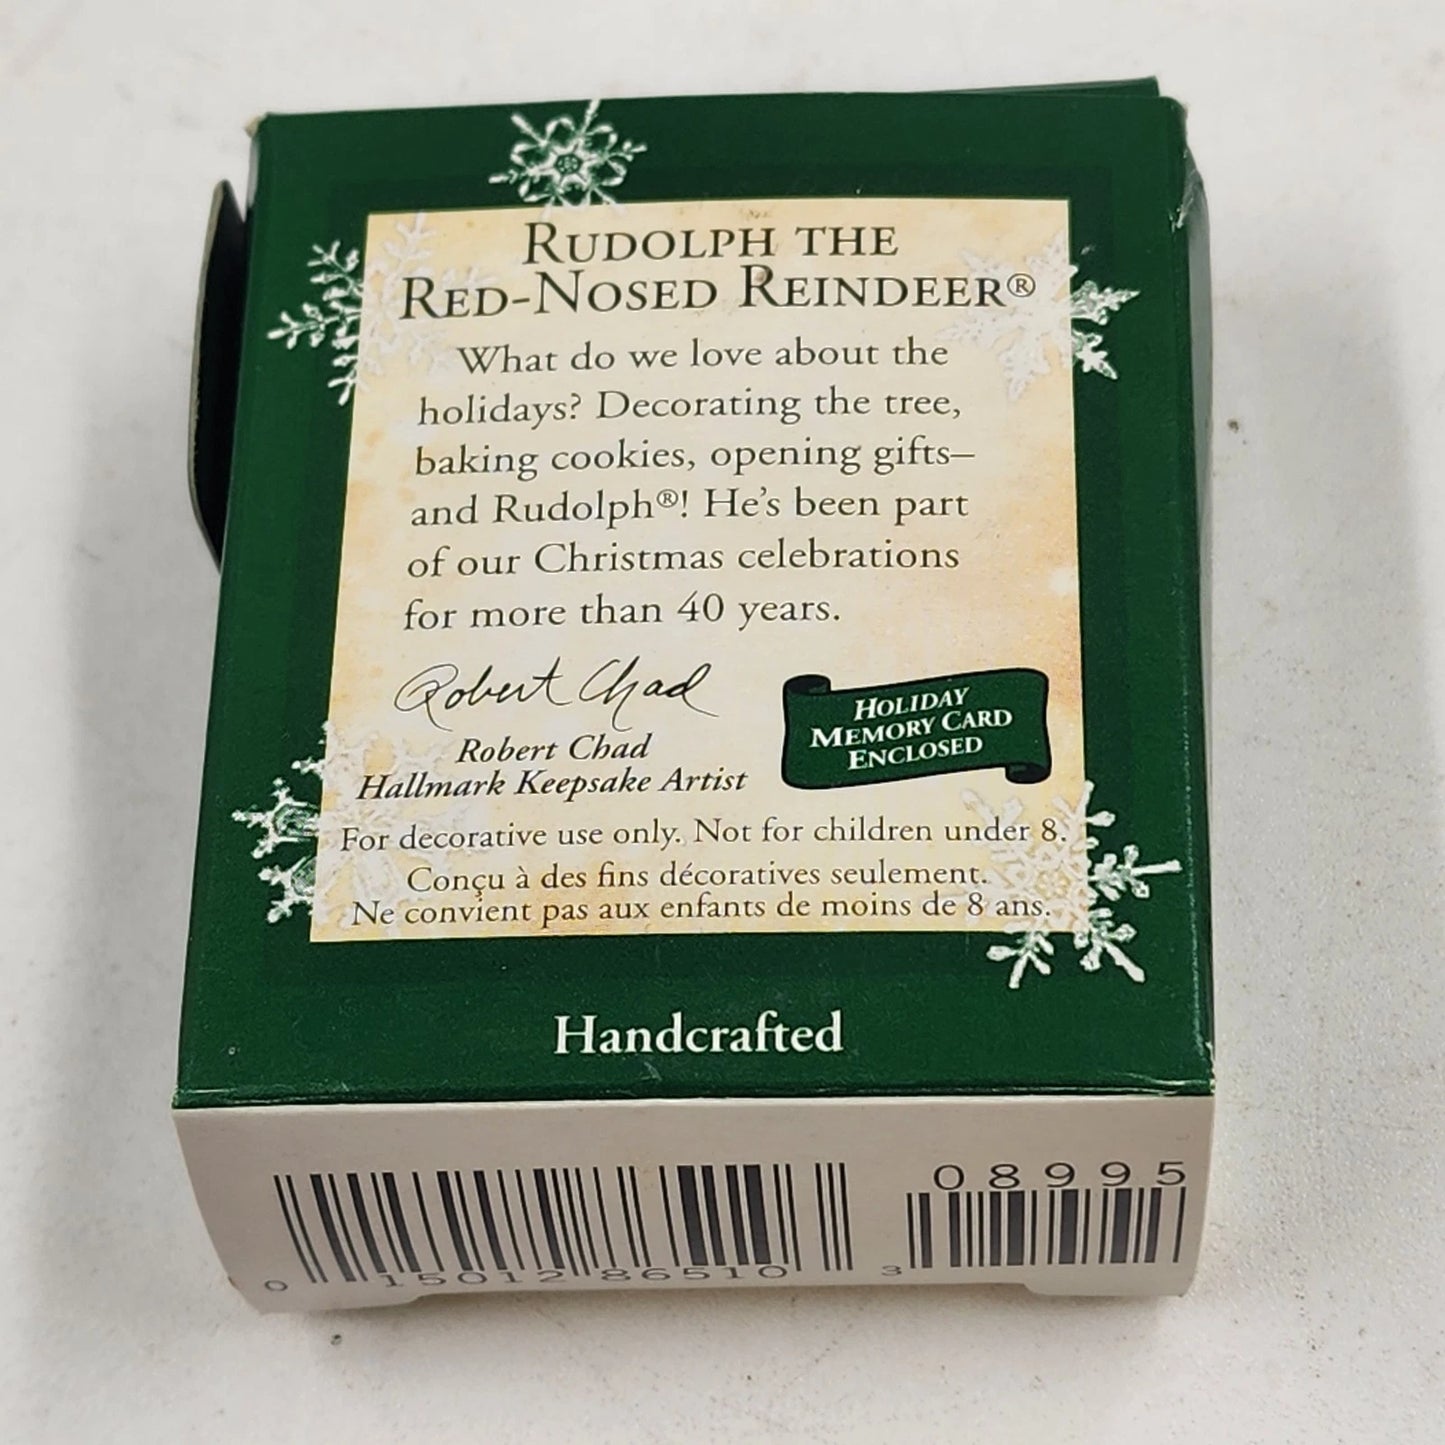 RUDOLPH THE
RED-NOSED REINDEER®
What do we love about the
holidays? Decorating the tree,
baking cookies, opening gifts—
and Rudolph®! He's been part
of our Christmas celebrations
for more than 40 years.
Robert Chad
Robert Chad
Hallmark Keepsake Artist
HOLIDAY
MEMORY CARD
ENCLOSED
For decorative use only. Not for children under 8.
Conçu à des fins décoratives seulement.
Ne convient pas aux enfants de moins de 8 ans.
Handcrafted
08995
0 15012 86510 3